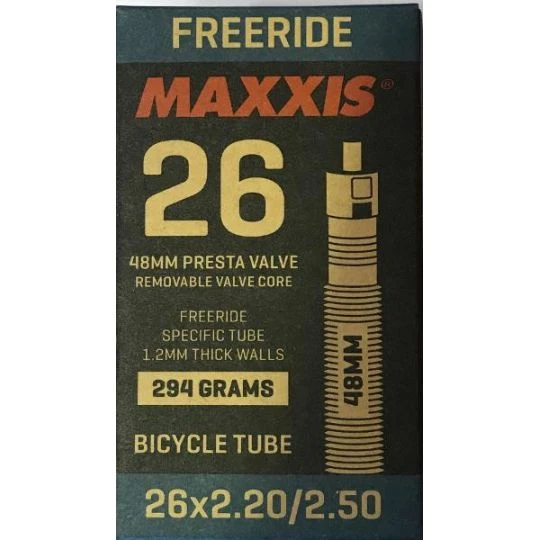 FREERIDE
MAXXIS®
26
48MM PRESTA VALVE
REMOVABLE VALVE CORE
FREERIDE
SPECIFIC TUBE
1.2MM THICK WALLS
294 GRAMS
48MM
BICYCLE TUBE
26x2.20/2.50